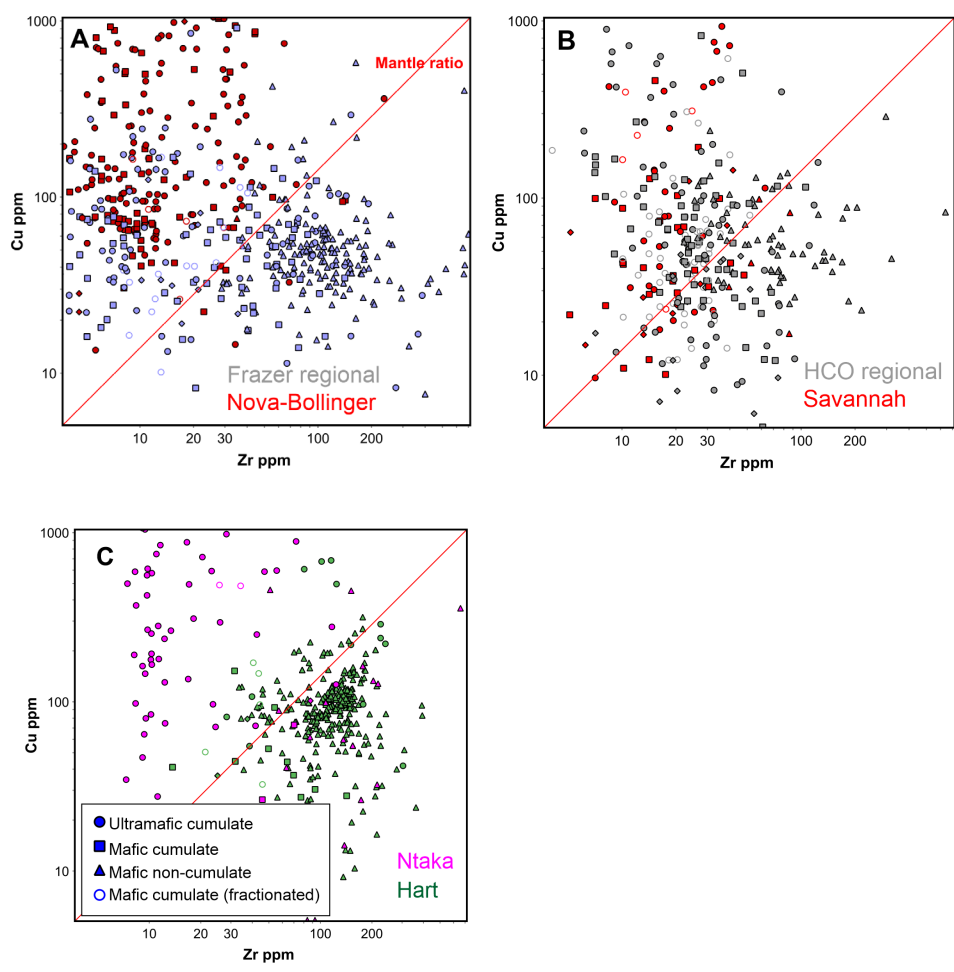 A
Mantle ratio
Cu ppm
1000
100
10
Frazer regional
Nova-Bollinger
10 20 30 100 200
Zr ppm
B
Cu ppm
1000
100
10
HCO regional
Savannah
10 20 30 100 200
Zr ppm
C
Cu ppm
1000
100
10
Ultramafic cumulate
Mafic cumulate
Mafic non-cumulate
Mafic cumulate (fractionated)
Ntaka
Hart
10 20 30 100 200
Zr ppm